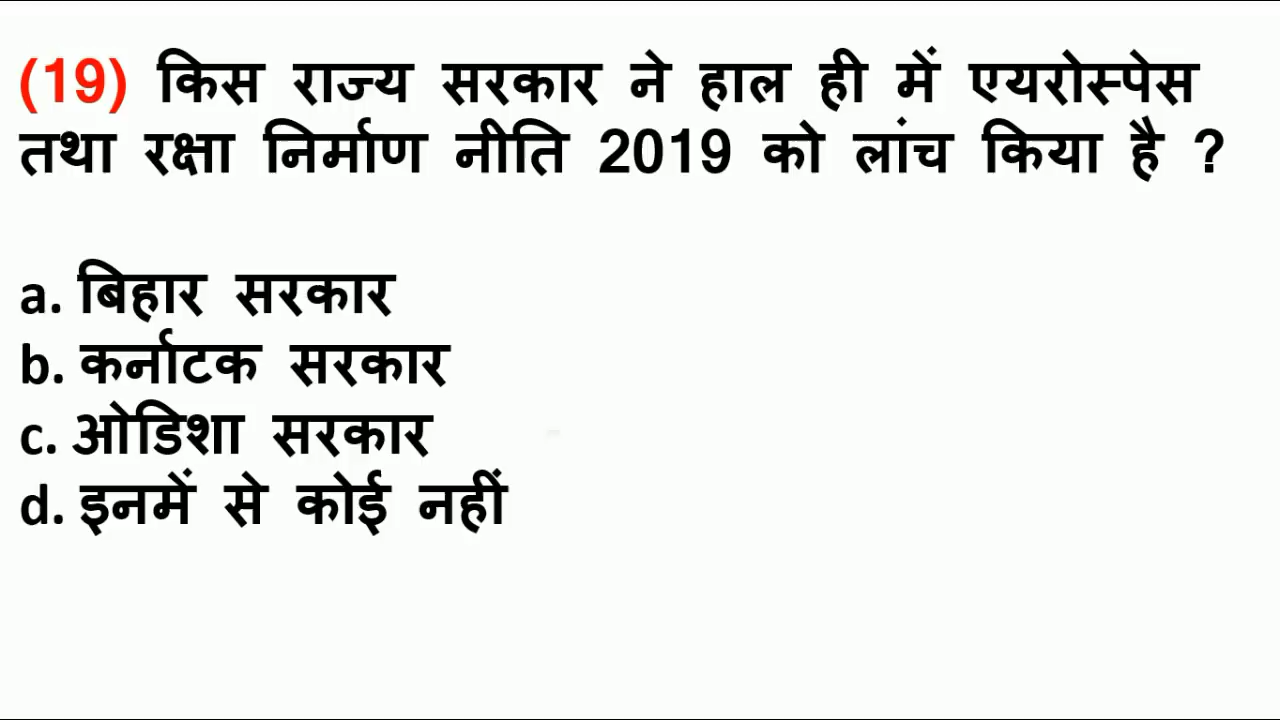 (19) किस राज्य सरकार ने हाल ही में एयरोस्पेस
तथा रक्षा निर्माण नीति 2019 को लांच किया है ?
a. बिहार सरकार
b. कर्नाटक सरकार
c. ओडिशा सरकार
d. इनमें से कोई नहीं